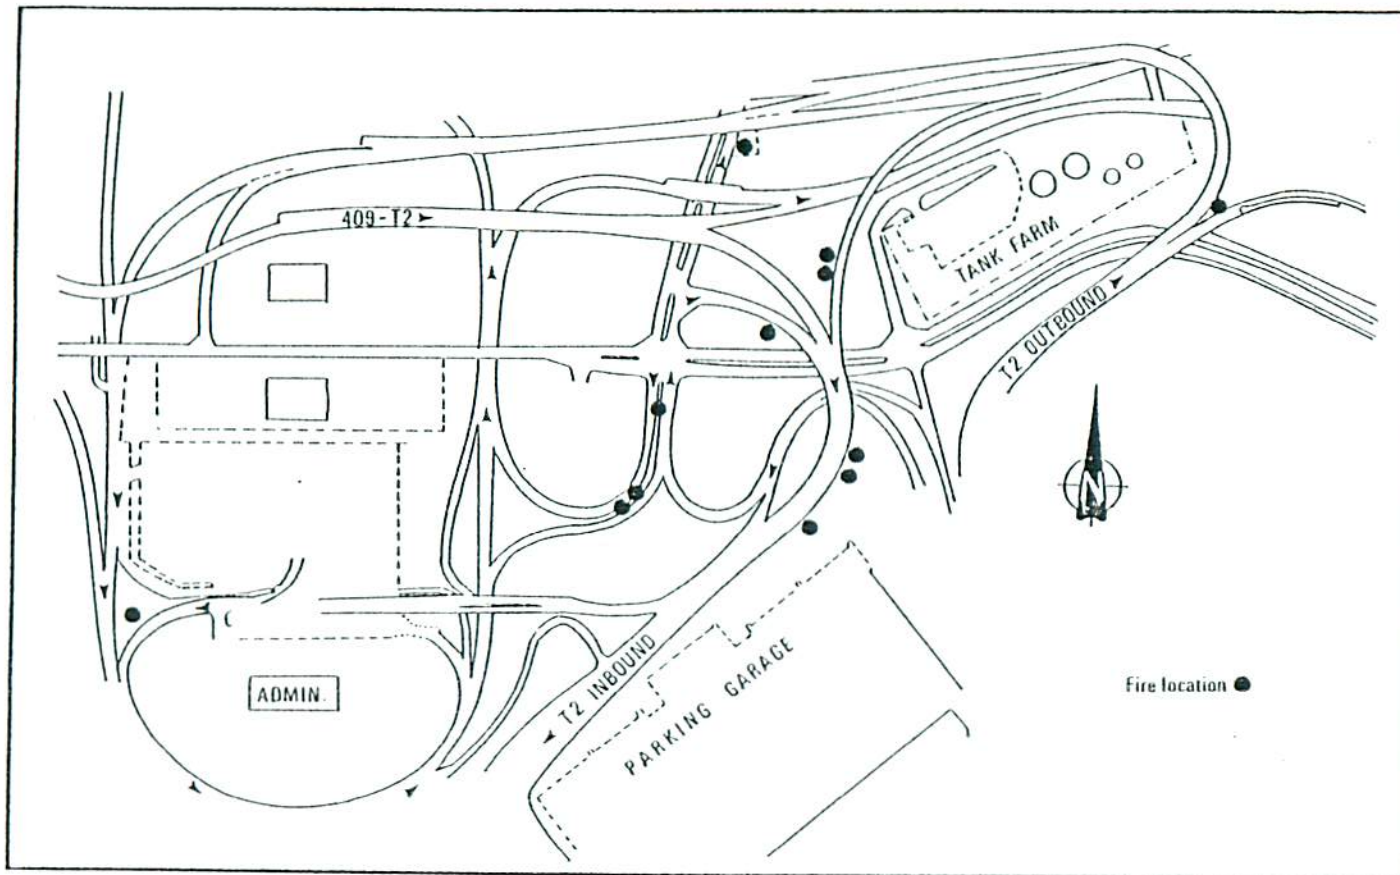 409-T2
TANK FARM
T2 OUTBOUND
N
ADMIN.
T2 INBOUND
PARKING GARAGE
Fire location